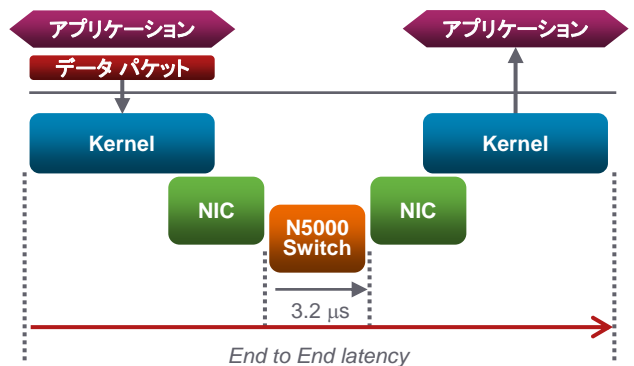 アプリケーション
アプリケーション
データ パケット
Kernel
Kernel
NIC
NIC
N5000
Switch
3.2 μs
End to End latency